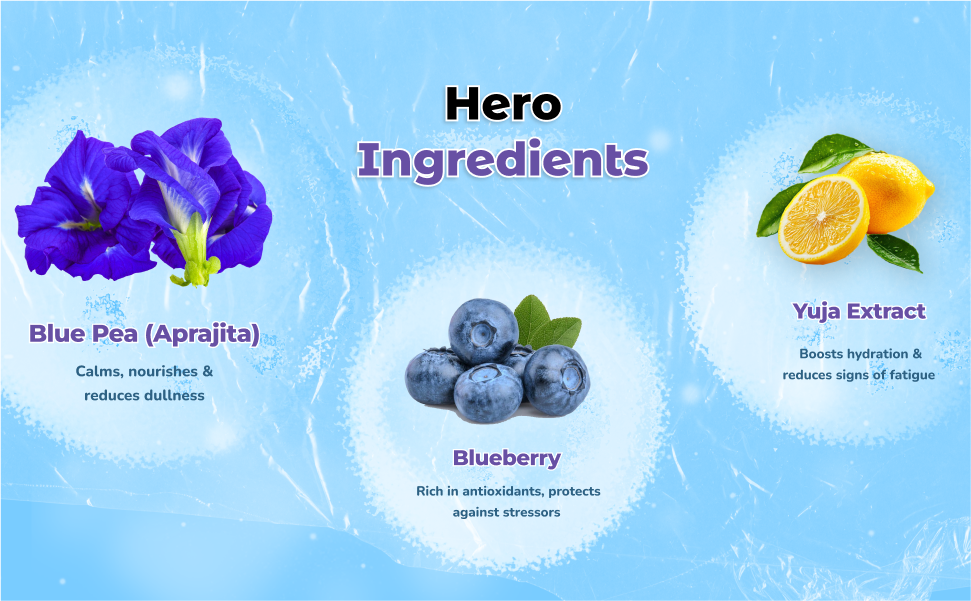 Hero
Ingredients
Blue Pea (Aprajita)
Calms, nourishes &
reduces dullness
Blueberry
Rich in antioxidants, protects
against stressors
Yuja Extract
Boosts hydration &
reduces signs of fatigue